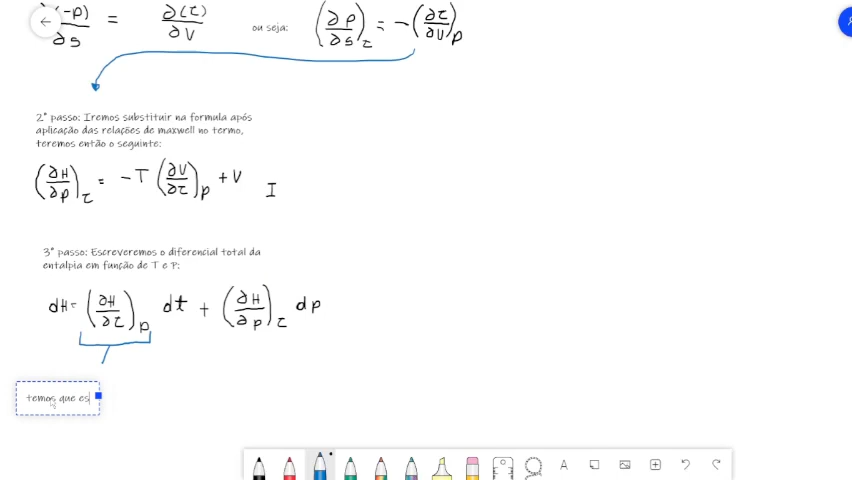 ∂(-p)/∂s = ∂(τ)/∂V ou seja: (∂P/∂s)τ = -(∂τ/∂V)p
2° passo: Iremos substituir na formula após
aplicação das relações de maxwell no termo,
teremos então o seguinte:
(∂H/∂p)τ = -T (∂V/∂τ)p + V I
3° passo: Escreveremos o diferencial total da
entalpia em função de T e P:
dH= (∂H/∂τ)p dt + (∂H/∂p)τ dp
temos que es
A